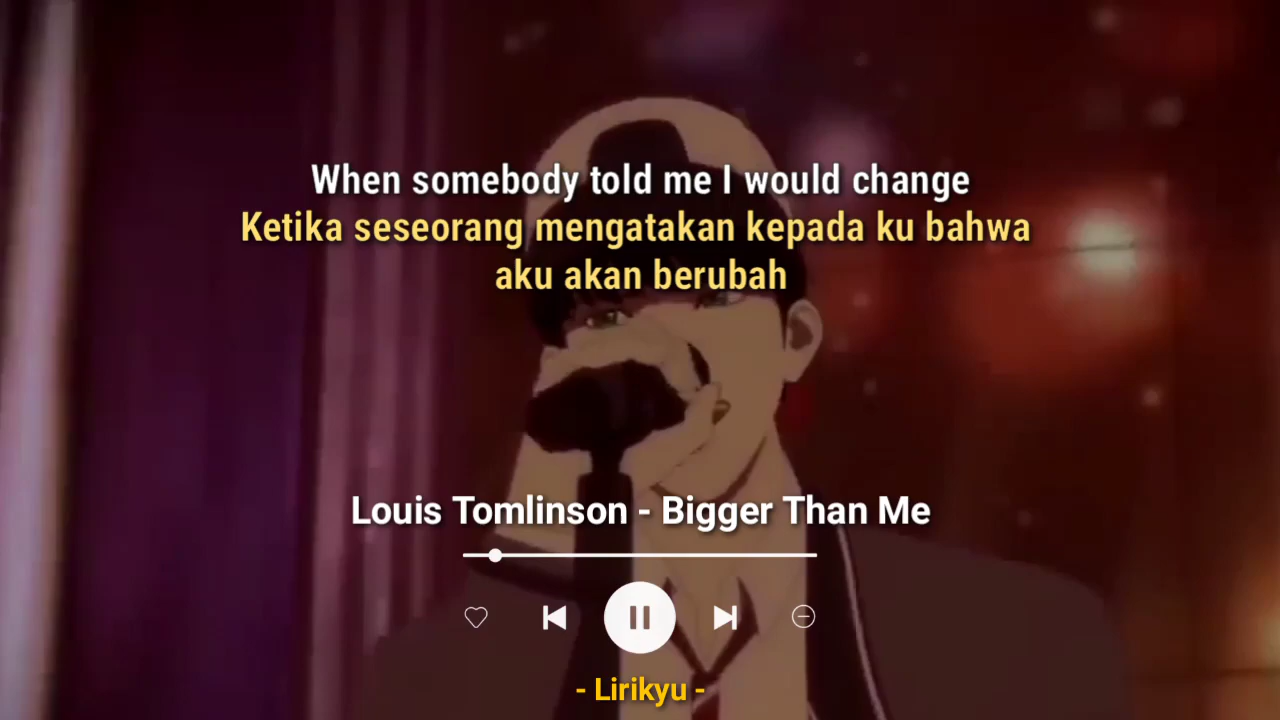 When somebody told me I would change
Ketika seseorang mengatakan kepada ku bahwa
aku akan berubah
Louis Tomlinson - Bigger Than Me
- Lirikyu -